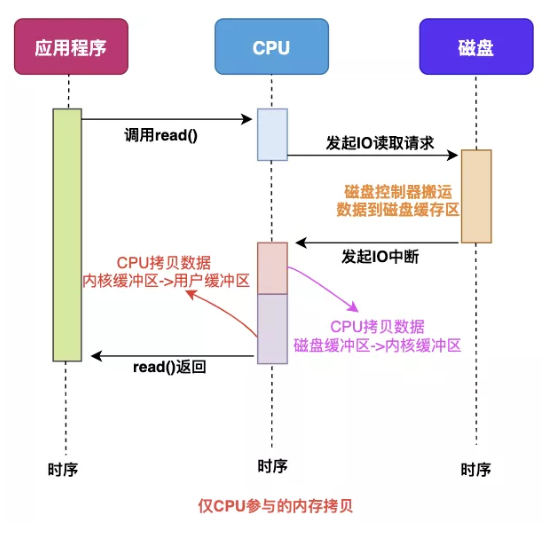 应用程序
CPU
磁盘
调用read()
发起IO读取请求
磁盘控制器搬运
数据到磁盘缓存区
发起IO中断
CPU拷贝数据
内核缓冲区->用户缓冲区
CPU拷贝数据
磁盘缓冲区->内核缓冲区
read()返回
时序
时序
时序
仅CPU参与的内存拷贝